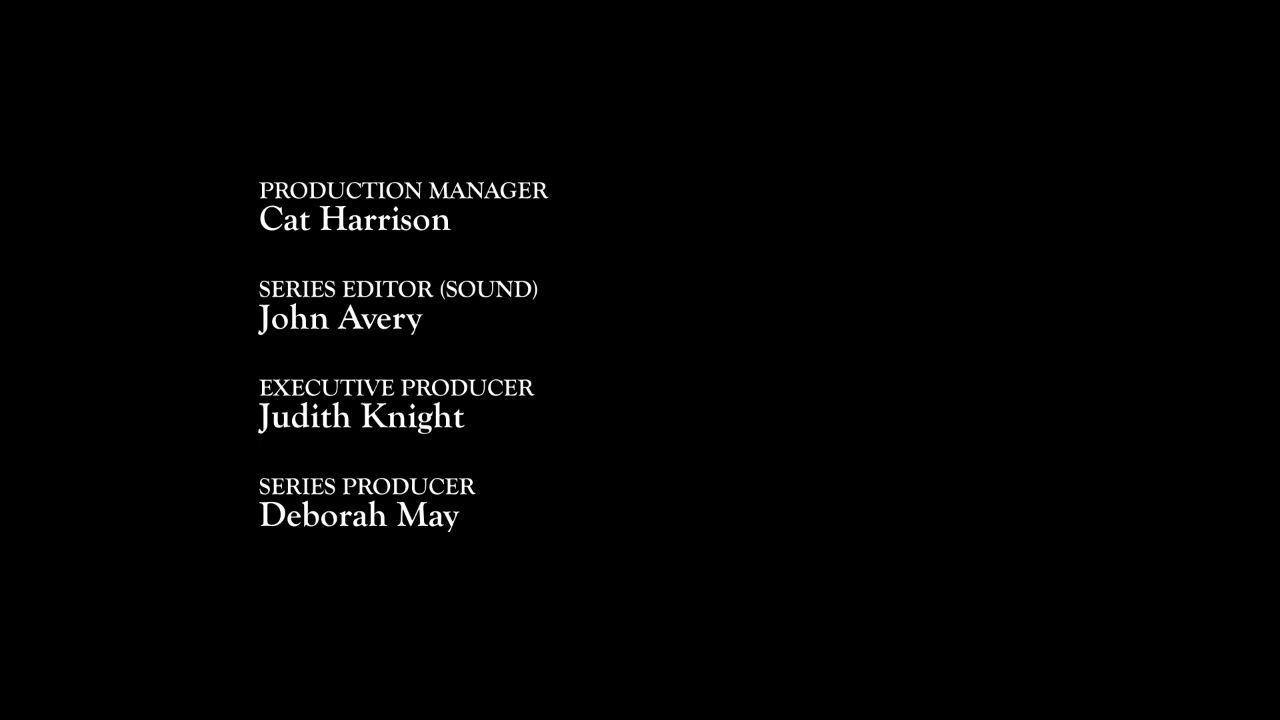 PRODUCTION MANAGER
Cat Harrison
SERIES EDITOR (SOUND)
John Avery
EXECUTIVE PRODUCER
Judith Knight
SERIES PRODUCER
Deborah May